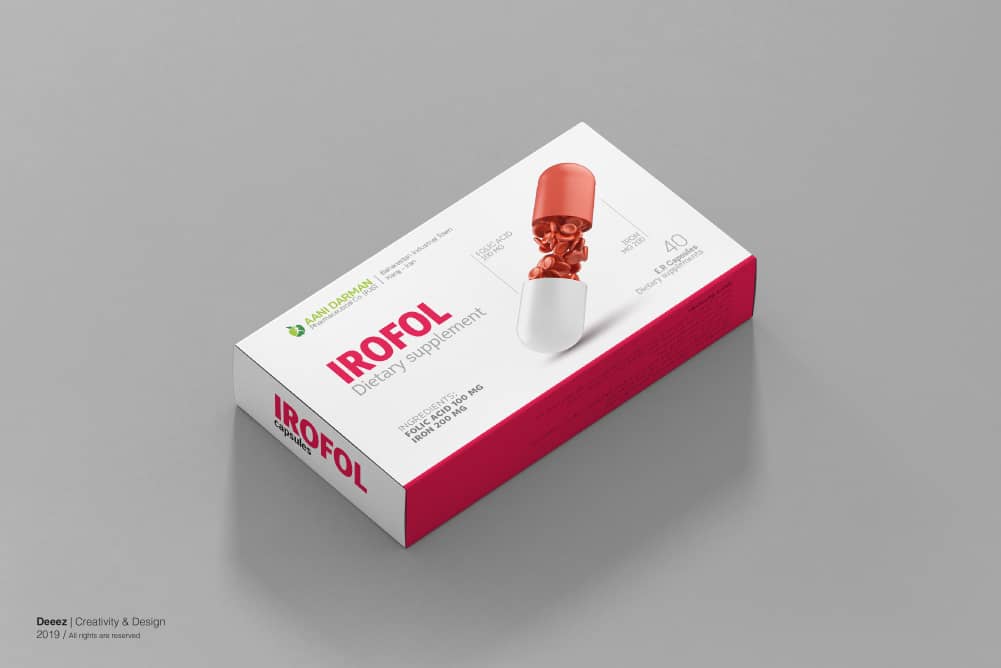 AANI DARMAN
Pharmaceutical Co. (PJS)
Baharestan Industrial Town
Karaj - Iran
IROFOL
Dietary supplement
INGREDIENTS:
FOLIC ACID 100 MG
IRON 200 MG
FOLIC ACID
100 MG
IRON
MG 200
40
E.R Capsules
Dietary supplements
IROFOL
capsules
Deeez | Creativity & Design
2019 / All rights are reserved